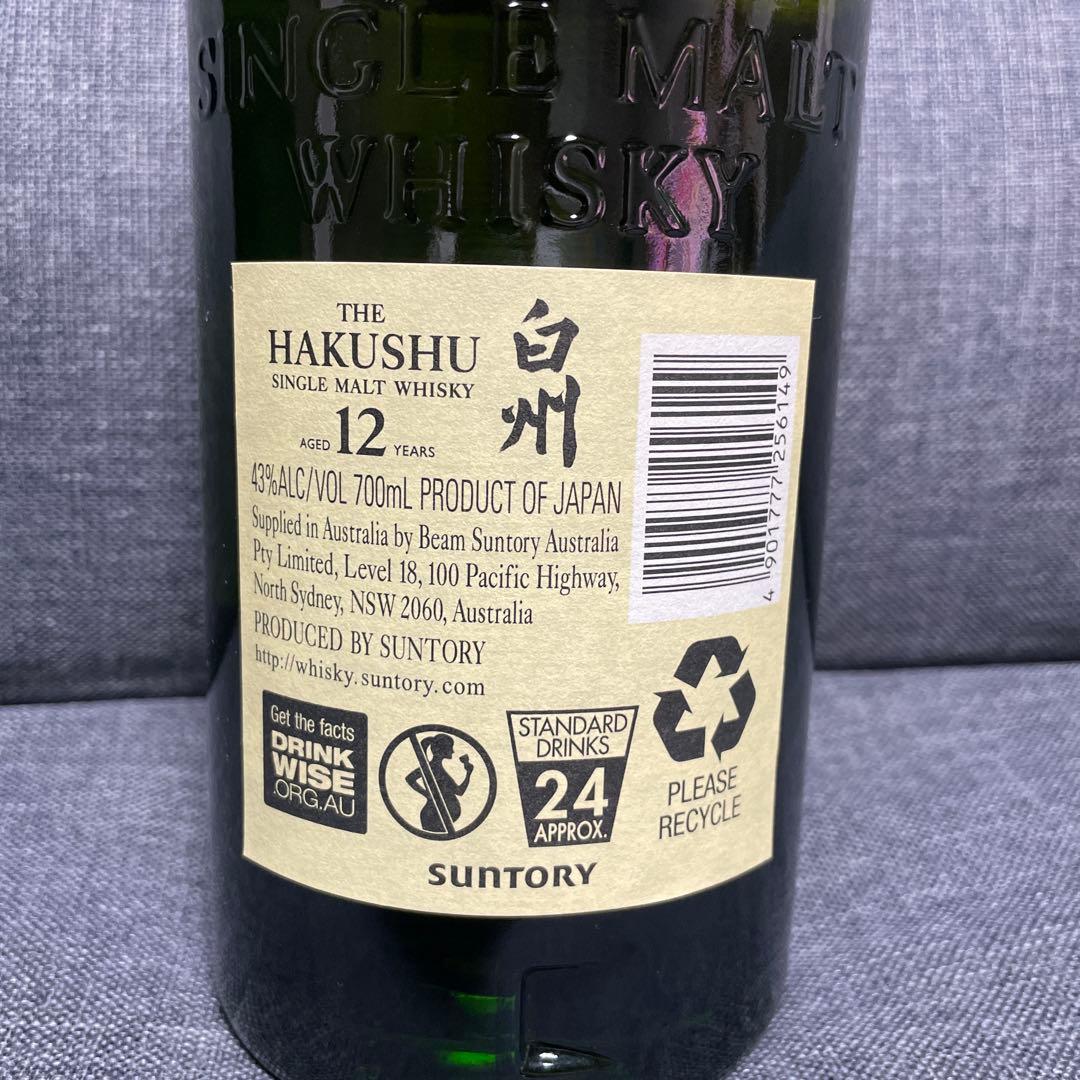 SINGLE MALT
WHISKY
THE
HAKUSHU
SINGLE MALT WHISKY
AGED 12 YEARS
白州
43%ALC/VOL 700mL PRODUCT OF JAPAN
Supplied in Australia by Beam Suntory Australia
Pty Limited, Level 18, 100 Pacific Highway,
North Sydney, NSW 2060, Australia
PRODUCED BY SUNTORY
http://whisky.suntory.com
4 901777 256149
Get the facts
DRINK
WISE
.ORG.AU
STANDARD
DRINKS
24
APPROX.
PLEASE
RECYCLE
SUNTORY